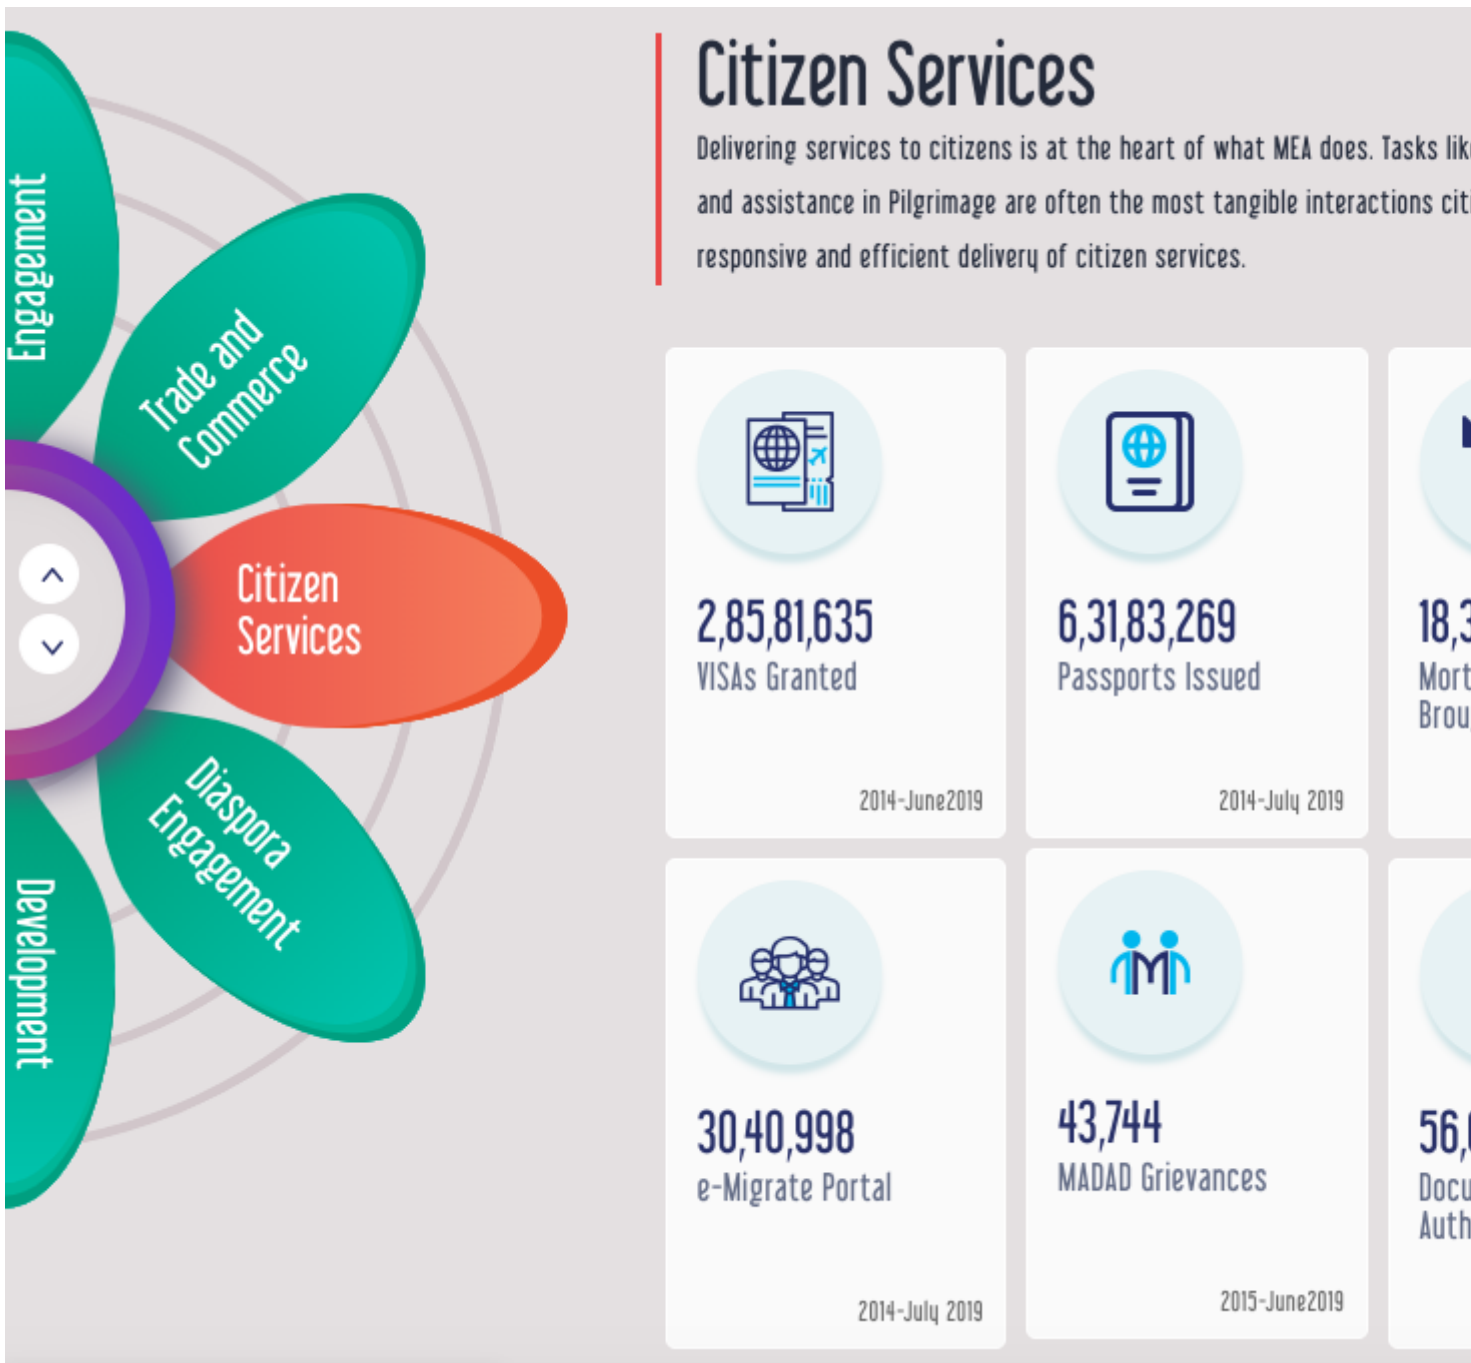 Engagement
Trade and
Commerce
Citizen
Services
Diaspora
Engagement
Development
Citizen Services
Delivering services to citizens is at the heart of what MEA does. Tasks
and assistance in Pilgrimage are often the most tangible interactions
responsive and efficient delivery of citizen services.
2,85,81,635
VISAs Granted
2014-June2019
6,31,83,269
Passports Issued
2014-July 2019
30,40,998
e-Migrate Portal
2014-July 2019
43,744
MADAD Grievances
2015-June2019